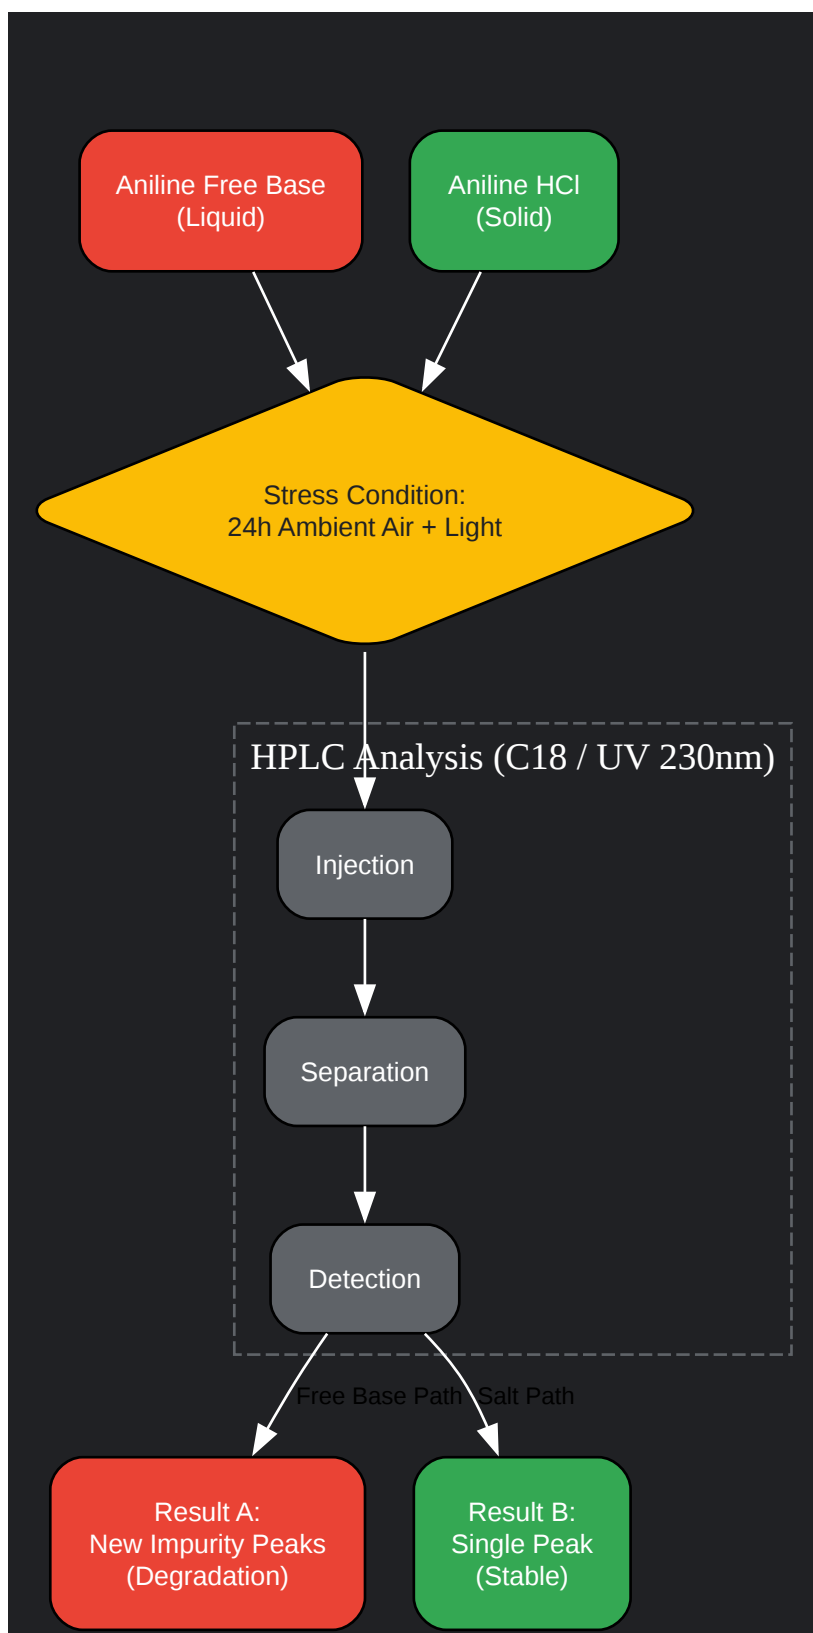 Aniline Free Base
(Liquid)
Aniline HCl
(Solid)
Stress Condition:
24h Ambient Air + Light
HPLC Analysis (C18 / UV 230nm)
Injection
Separation
Detection
Free Base Path
Salt Path
Result A:
New Impurity Peaks
(Degradation)
Result B:
Single Peak
(Stable)